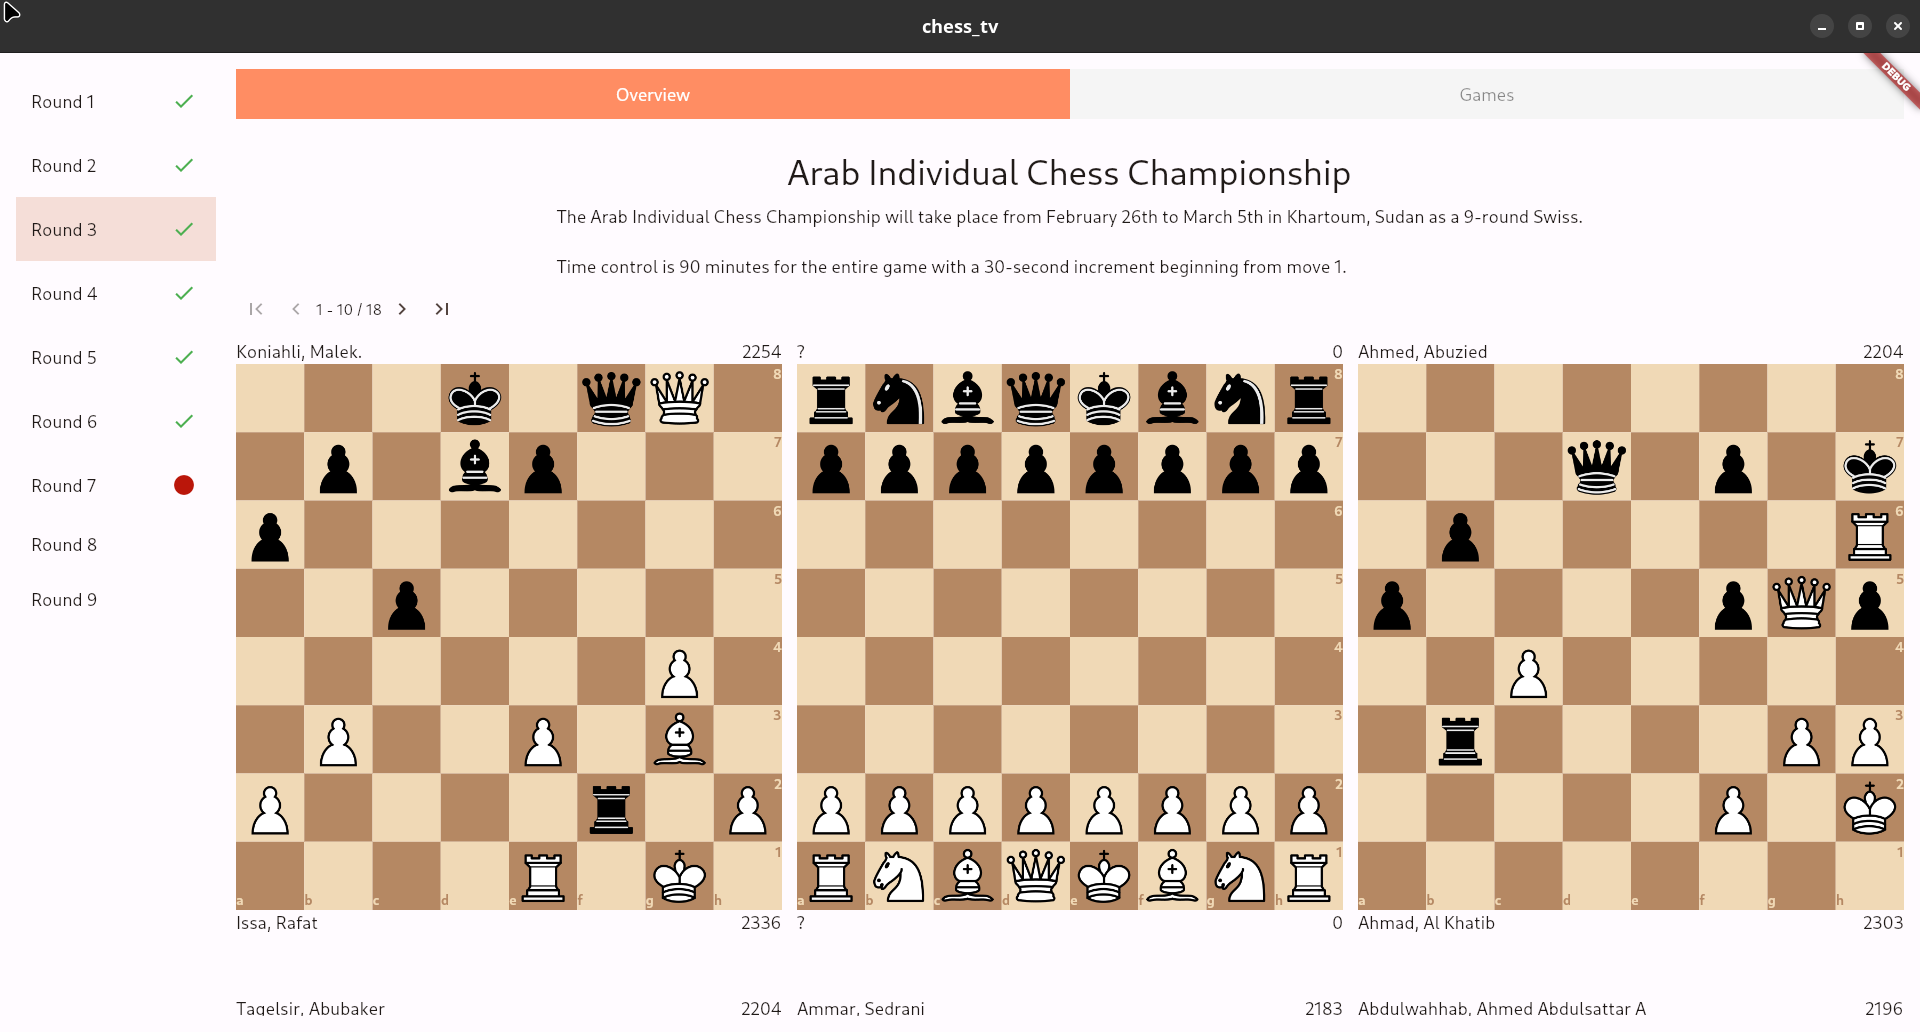 chess_tv
DEBUG
Round 1
Round 2
Round 3
Round 4
Round 5
Round 6
Round 7
Round 8
Round 9
Overview
Games
Arab Individual Chess Championship
The Arab Individual Chess Championship will take place from February 26th to March 5th in Khartoum, Sudan as a 9-round Swiss.
Time control is 90 minutes for the entire game with a 30-second increment beginning from move 1.
1 - 10 / 18
Koniahli, Malek. 2254
8
7
6
5
4
3
2
1
a b c d e f g h
Issa, Rafat 2336
? 0
8
7
6
5
4
3
2
1
a b c d e f g h
? 0
Ahmed, Abuzied 2204
8
7
6
5
4
3
2
1
a b c d e f g h
Ahmad, Al Khatib 2303
Tagelsir, Abubaker 2204
Ammar, Sedrani 2183
Abdulwahhab, Ahmed Abdulsattar A 2196